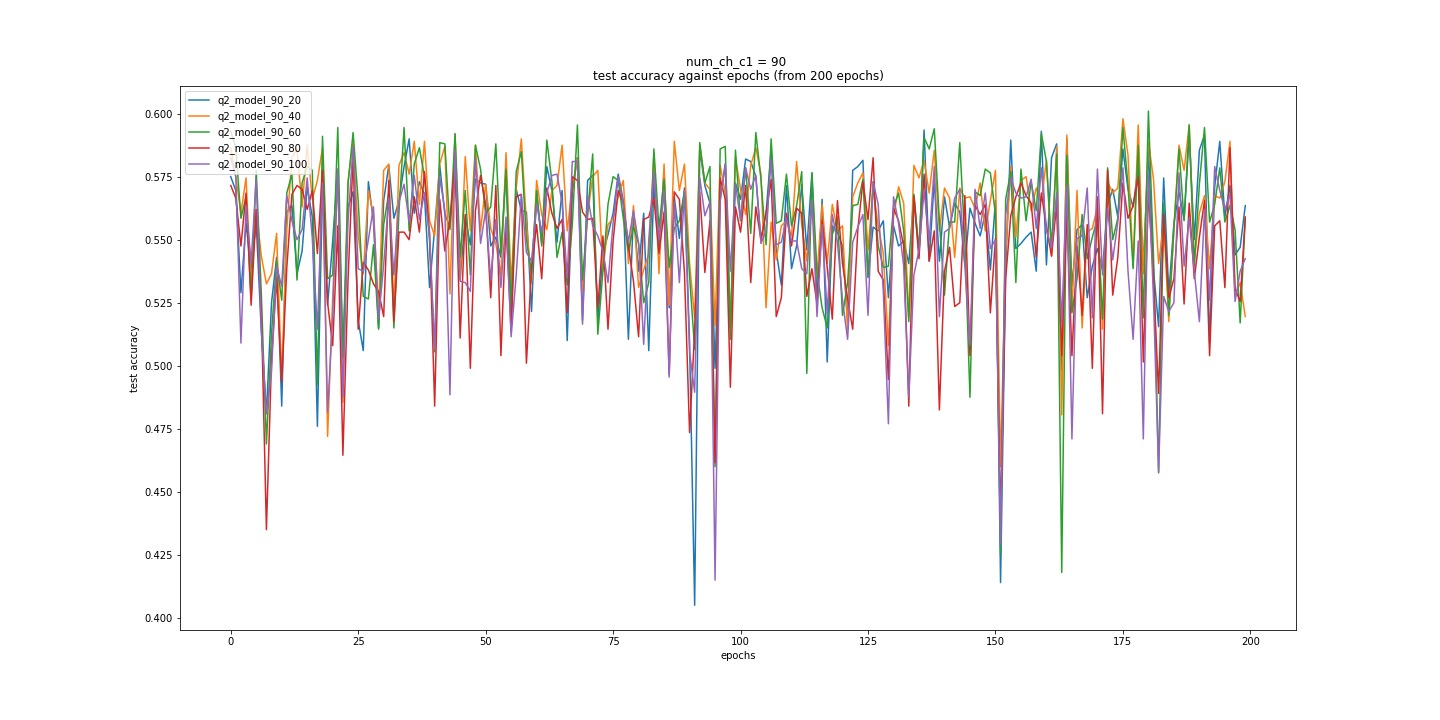 num_ch_c1 = 90
test accuracy against epochs (from 200 epochs)
q2_model_90_20
q2_model_90_40
q2_model_90_60
q2_model_90_80
q2_model_90_100
0.600
0.575
0.550
0.525
0.500
0.475
0.450
0.425
0.400
test accuracy
0 25 50 75 100 125 150 175 200
epochs